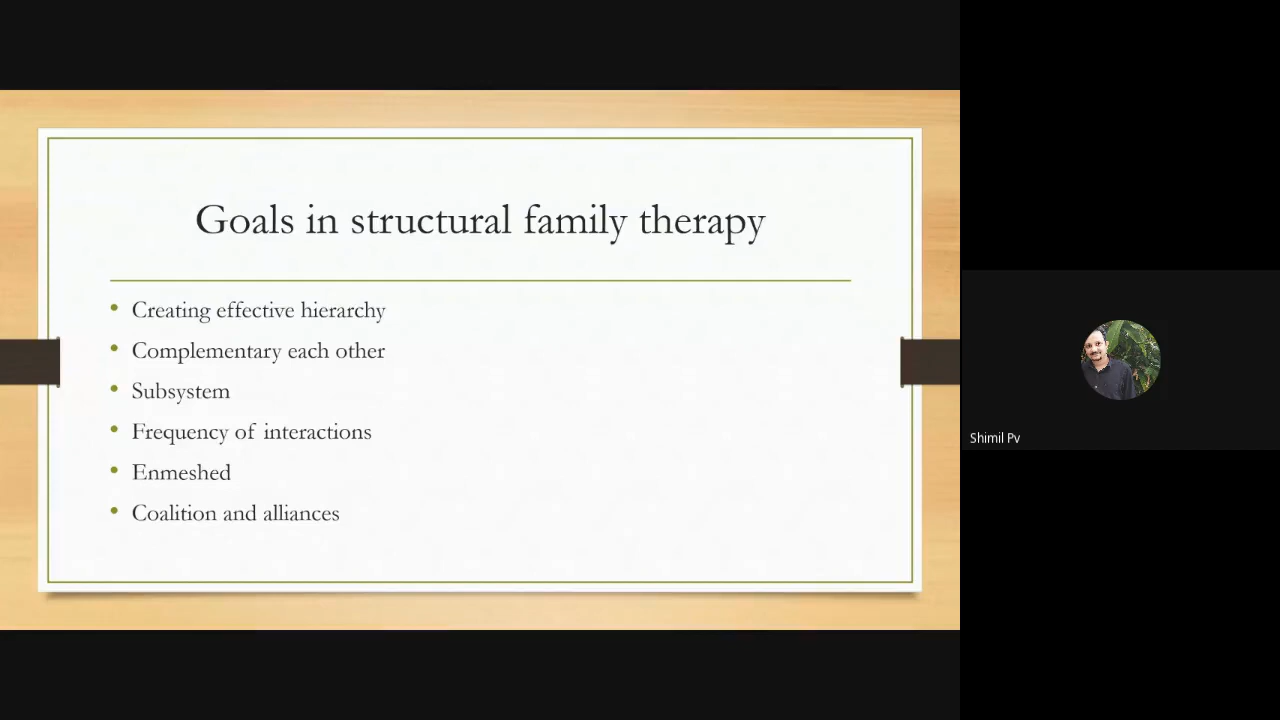 Goals in structural family therapy
• Creating effective hierarchy
• Complementary each other
• Subsystem
• Frequency of interactions
• Enmeshed
• Coalition and alliances
Shimil Pv